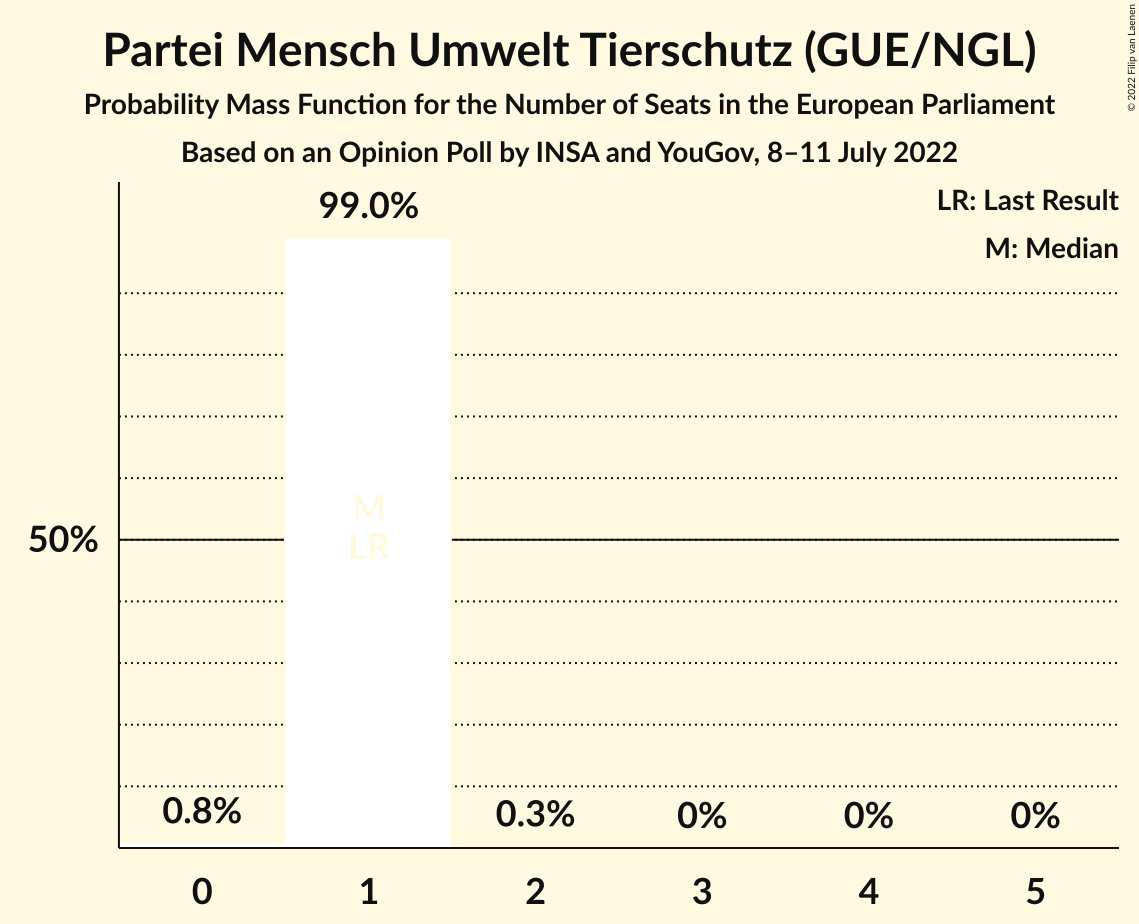 Partei Mensch Umwelt Tierschutz (GUE/NGL)
Probability Mass Function for the Number of Seats in the European Parliament
Based on an Opinion Poll by INSA and YouGov, 8–11 July 2022
© 2022 Filip van Laenen
LR: Last Result
M: Median
99.0%
M
LR
50%
0.8%
0.3%
0%
0%
0%
0
1
2
3
4
5